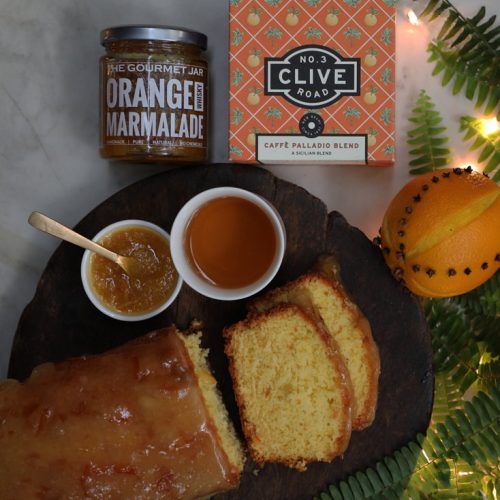 THE GOURMET JAR
ORANGE
WHISKY
MARMALADE
NO. 3
CLIVE
ROAD
CAFFÈ PALLADIO BLEND
A SICILIAN BLEND